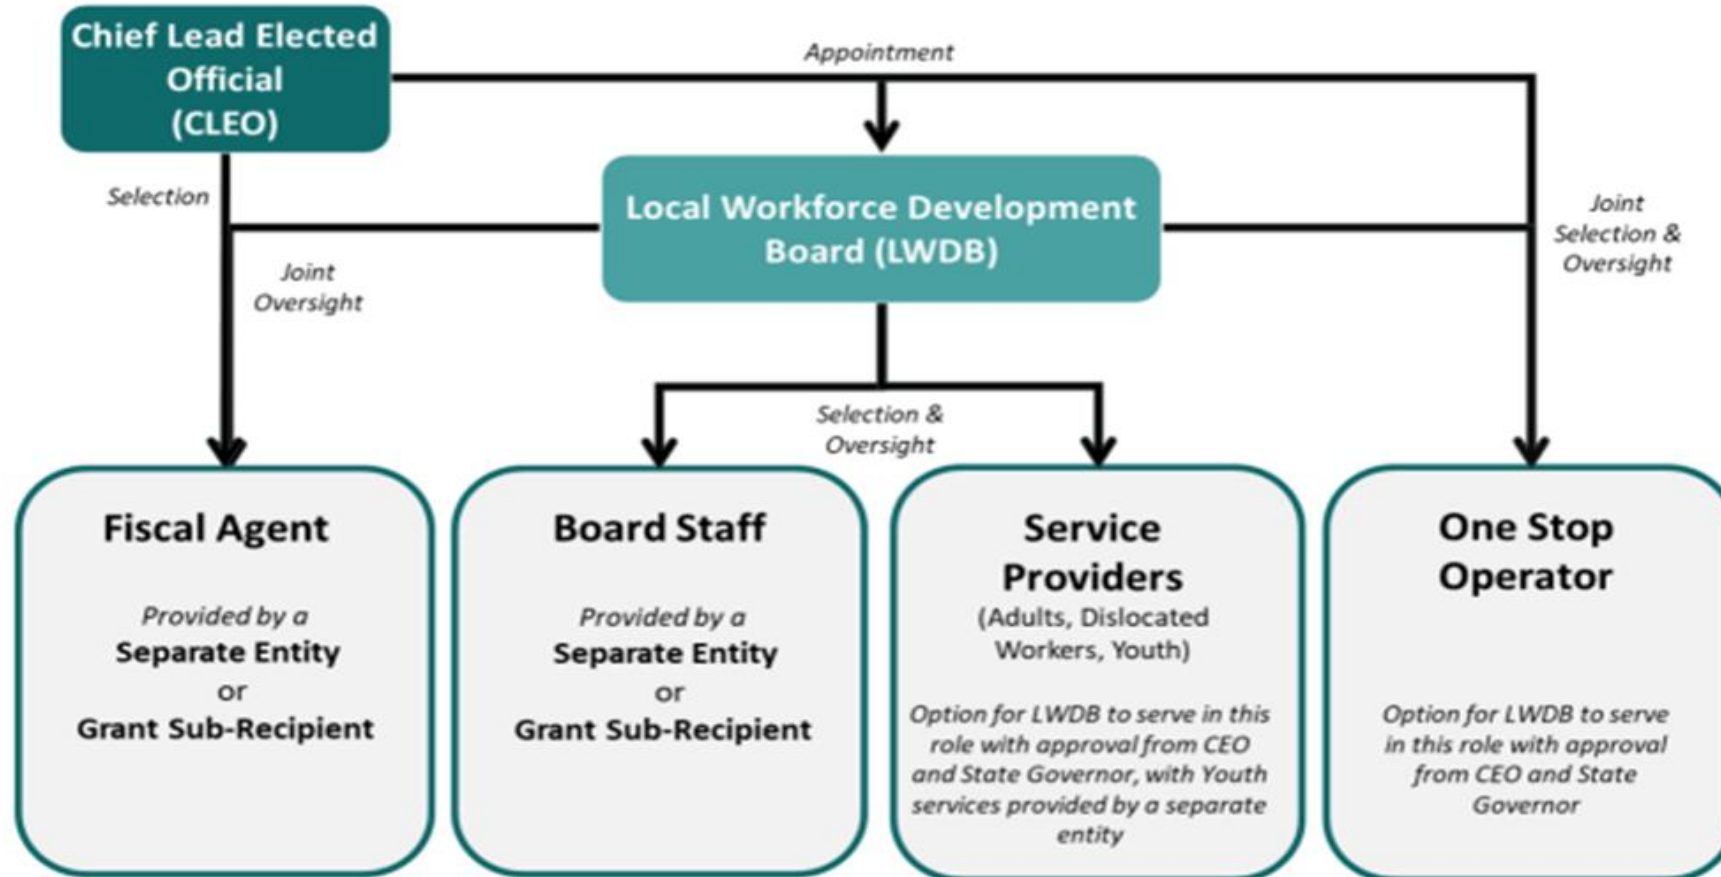 Chief Lead Elected
Official
(CLEO)
Appointment
Selection
Local Workforce Development
Board (LWDB)
Joint
Selection &
Oversight
Joint
Oversight
Selection &
Oversight
Fiscal Agent
Provided by a
Separate Entity
or
Grant Sub-Recipient
Board Staff
Provided by a
Separate Entity
or
Grant Sub-Recipient
Service
Providers
(Adults, Dislocated
Workers, Youth)
Option for LWDB to serve in this
role with approval from CEO
and State Governor, with Youth
services provided by a separate
entity
One Stop
Operator
Option for LWDB to serve
in this role with approval
from CEO and State
Governor